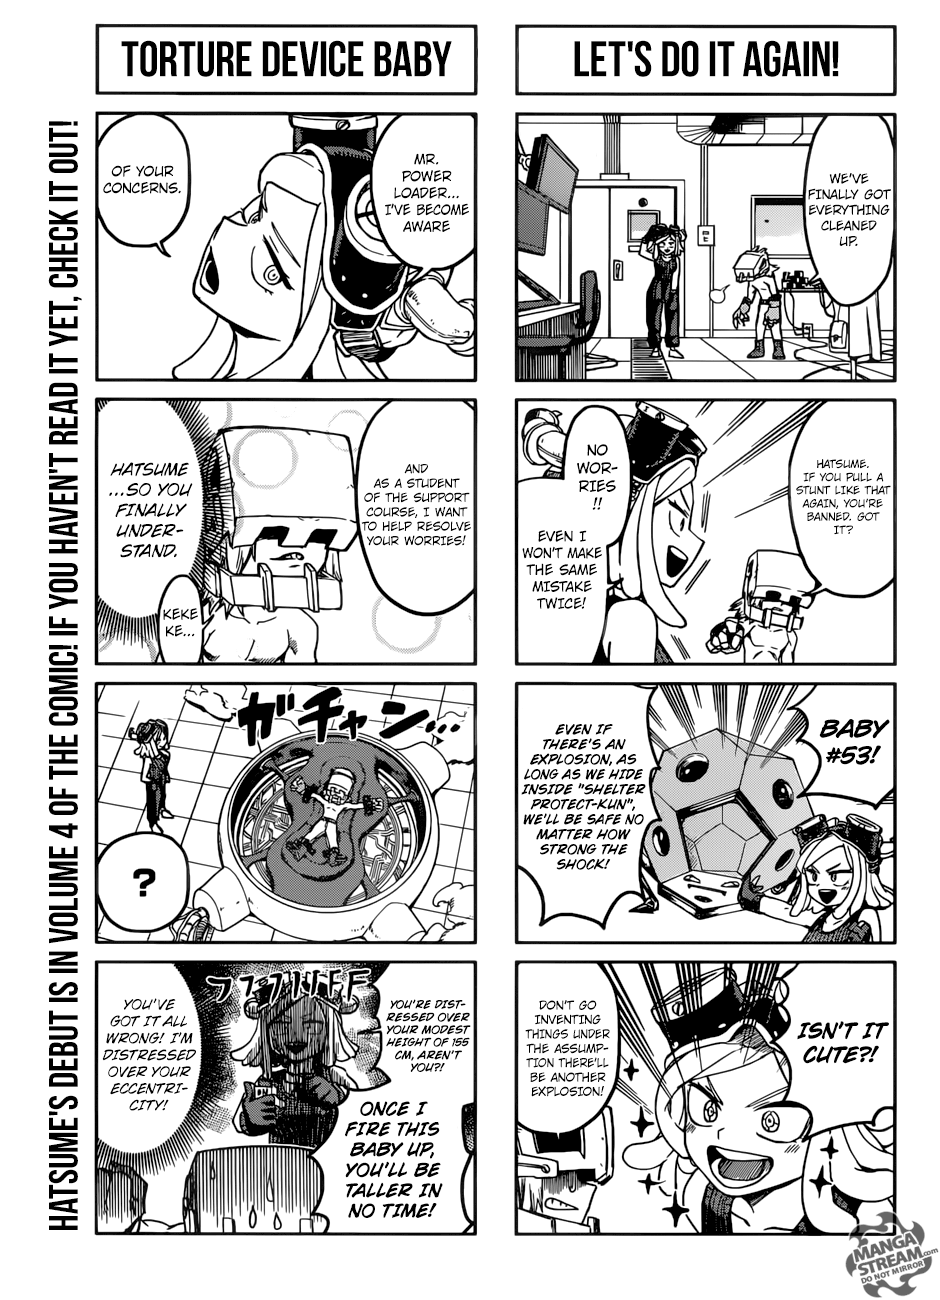 LET'S DO IT AGAIN!
WE'VE
FINALLY GOT
EVERYTHING
CLEANED
UP.
HATSUME.
IF YOU PULL A
STUNT LIKE THAT
AGAIN, YOU'RE
BANNED. GOT
IT?
NO
WOR-
RIES
!!
EVEN I
WON'T MAKE
THE SAME
MISTAKE
TWICE!
BABY
#53!
EVEN IF
THERE'S AN
EXPLOSION, AS
LONG AS WE HIDE
INSIDE "SHELTER
PROTECT-KUN",
WE'LL BE SAFE NO
MATTER HOW
STRONG THE
SHOCK!
ISN'T IT
CUTE?!
DON'T GO
INVENTING
THINGS UNDER
THE ASSUMP-
TION THERE'LL
BE ANOTHER
EXPLOSION!
TORTURE DEVICE BABY
MR.
POWER
LOADER...
I'VE BECOME
AWARE
OF YOUR
CONCERNS.
AND
AS A STUDENT
OF THE SUPPORT
COURSE, I WANT
TO HELP RESOLVE
YOUR WORRIES!
HATSUME
...SO YOU
FINALLY
UNDER-
STAND.
KEKE
KE...
ガチャン...
?
フフフFFF
YOU'RE DIST-
RESSED OVER
YOUR MODEST
HEIGHT OF 155
CM, AREN'T
YOU?!
ONCE I
FIRE THIS
BABY UP,
YOU'LL BE
TALLER IN
NO TIME!
YOU'VE
GOT IT ALL
WRONG! I'M
DISTRESSED
OVER YOUR
ECCENTRI-
CITY!
HATSUME'S DEBUT IS IN VOLUME 4 OF THE COMIC! IF YOU HAVEN'T READ IT YET, CHECK IT OUT!
MANGA
STREAM.com
DO NOT MIRROR!